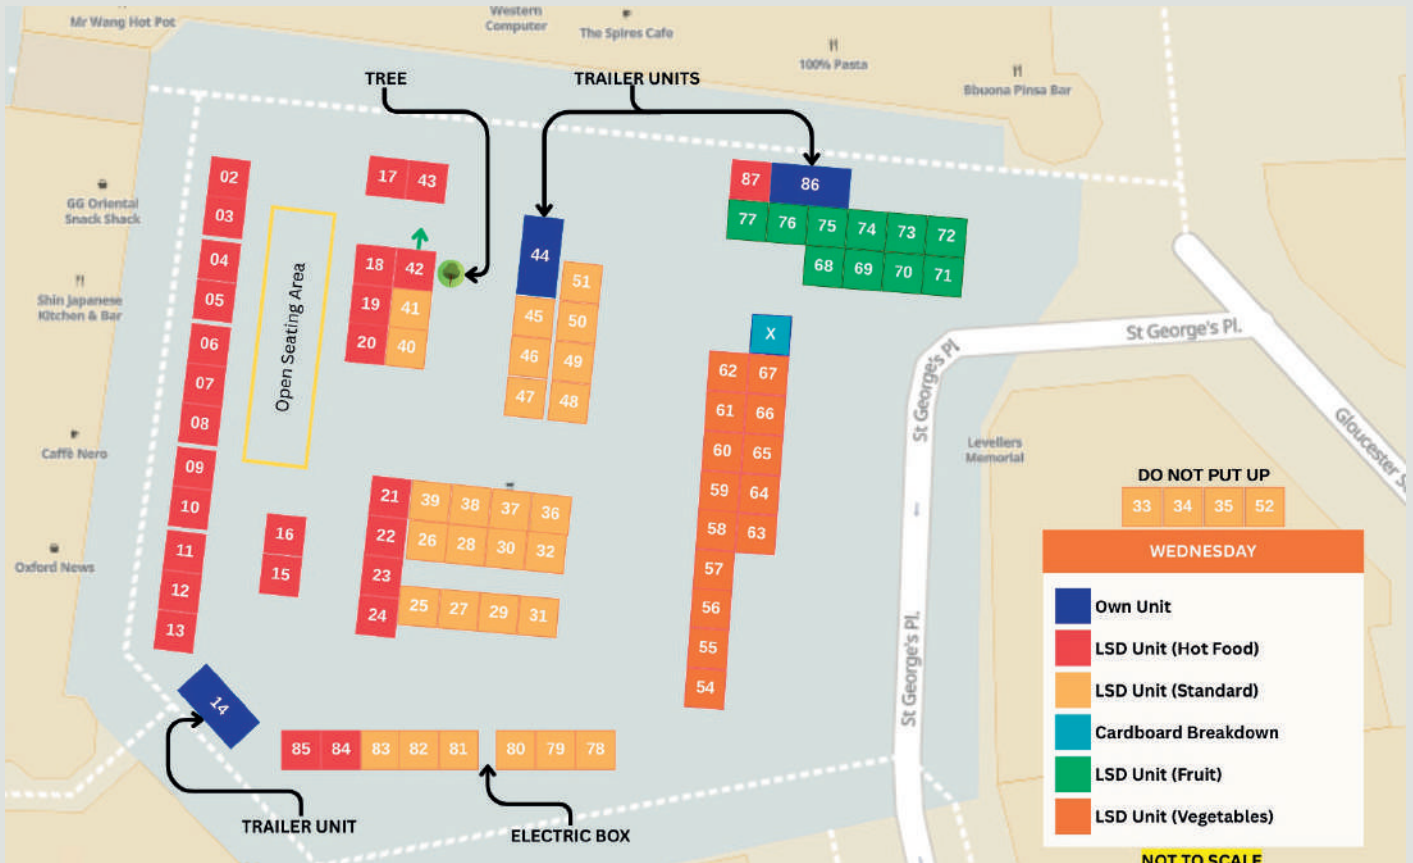 Mr Wang Hot Pot
Western
Computer
The Spires Cafe
100% Pasta
Bbuona Pinsa Bar
TREE
TRAILER UNITS
GG Oriental
Snack Shack
Shin Japanese
Kitchen & Bar
Caffè Nero
Oxford News
02
03
04
05
06
07
08
09
10
11
12
13
Open Seating Area
17 43
18 42
19 41
20 40
16
15
21 39 38 37 36
22 26 28 30 32
23
24 25 27 29 31
44
51
45 50
46 49
47 48
87 86
77 76 75 74 73 72
68 69 70 71
X
62 67
61 66
60 65
59 64
58 63
57
56
55
54
14
TRAILER UNIT
85 84 83 82 81 80 79 78
ELECTRIC BOX
St George's Pl.
St George's Pl
St George's Pl.
Levellers
Memorial
DO NOT PUT UP
33 34 35 52
WEDNESDAY
Own Unit
LSD Unit (Hot Food)
LSD Unit (Standard)
Cardboard Breakdown
LSD Unit (Fruit)
LSD Unit (Vegetables)
NOT TO SCALE
Gloucester